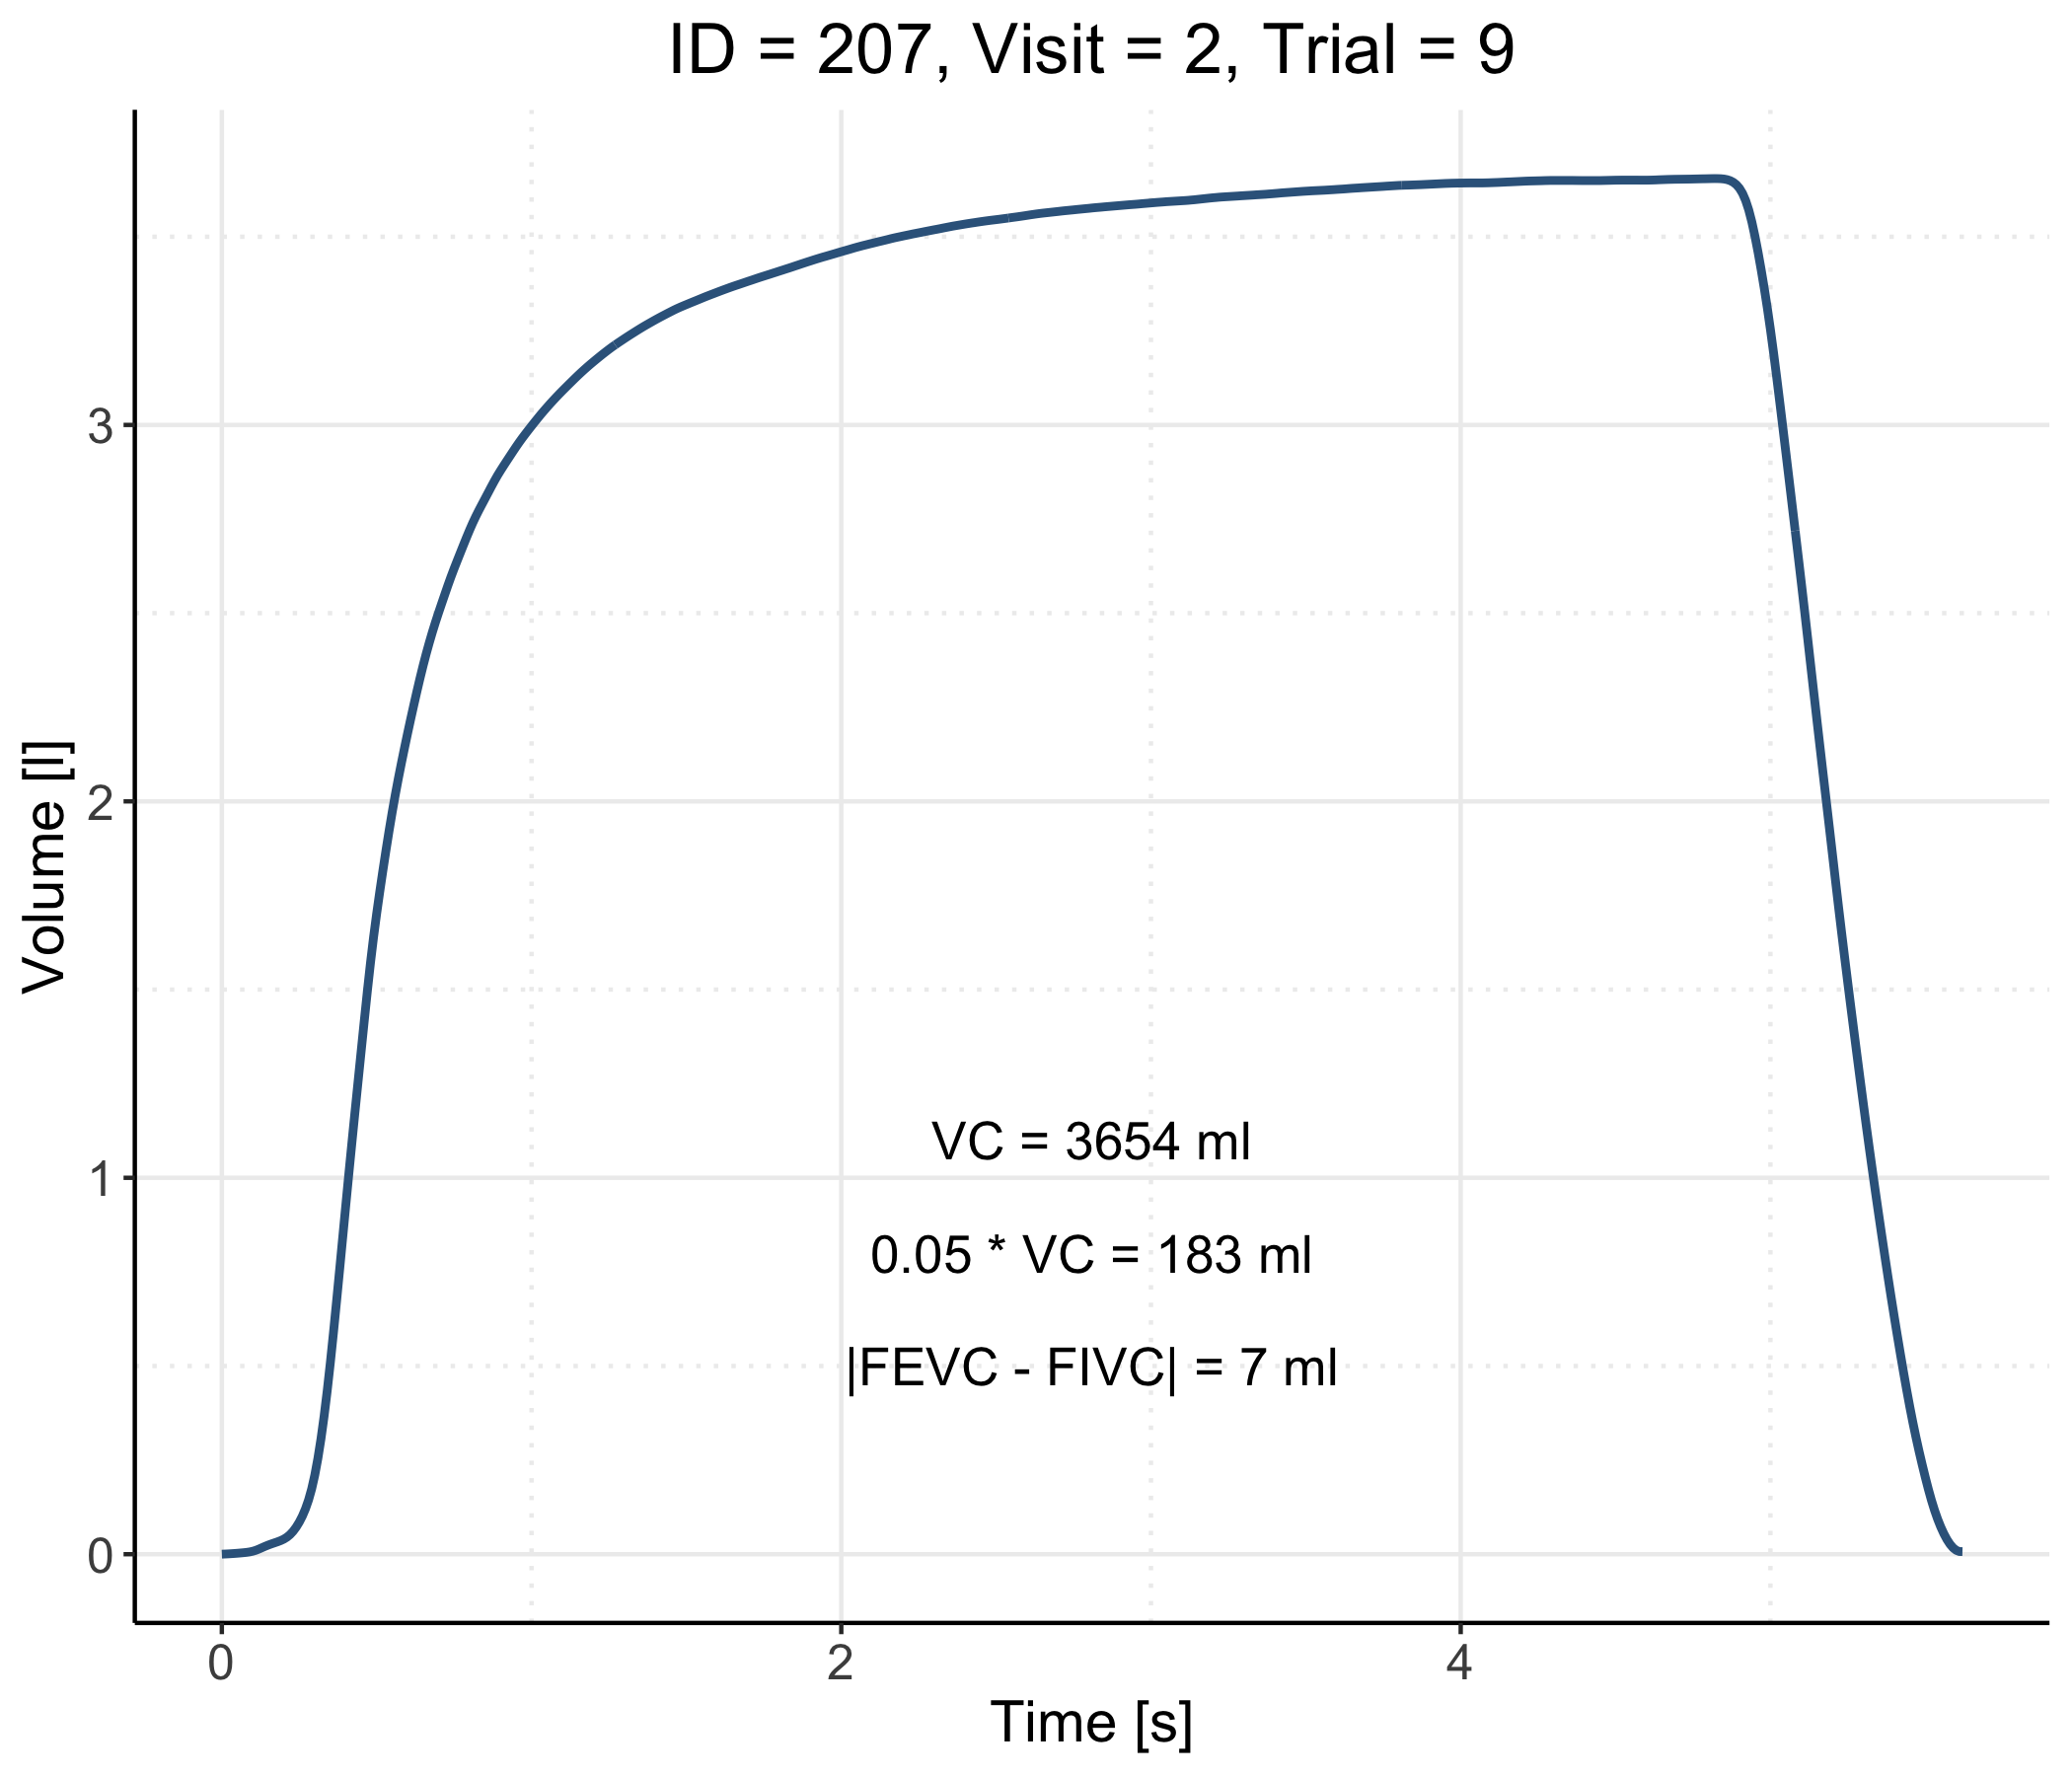 ID = 207, Visit = 2, Trial = 9
Volume [l]
3
2
1
0
VC = 3654 ml
0.05 * VC = 183 ml
|FEVC - FIVC| = 7 ml
0 2 4
Time [s]